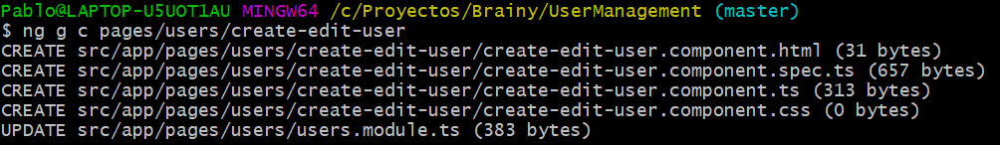 Pablo@LAPTOP-U5UOT1AU MINGW64 /c/Proyectos/Brainy/UserManagement (master)
$ ng g c pages/users/create-edit-user
CREATE src/app/pages/users/create-edit-user/create-edit-user.component.html (31 bytes)
CREATE src/app/pages/users/create-edit-user/create-edit-user.component.spec.ts (657 bytes)
CREATE src/app/pages/users/create-edit-user/create-edit-user.component.ts (313 bytes)
CREATE src/app/pages/users/create-edit-user/create-edit-user.component.css (0 bytes)
UPDATE src/app/pages/users/users.module.ts (383 bytes)